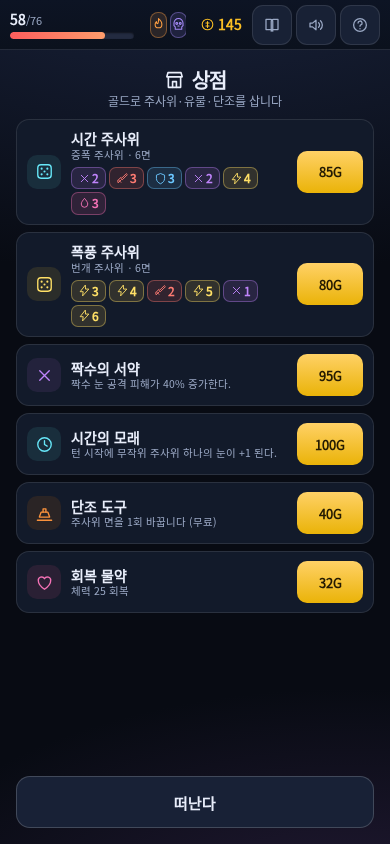 58/76
145
상점
골드로 주사위·유물·단조를 삽니다
시간 주사위
증폭 주사위 · 6면
2 3 3 2 4
3
85G
폭풍 주사위
번개 주사위 · 6면
3 4 2 5 1
6
80G
짝수의 서약
짝수 눈 공격 피해가 40% 증가한다.
95G
시간의 모래
턴 시작에 무작위 주사위 하나의 눈이 +1 된다.
100G
단조 도구
주사위 면을 1회 바꿉니다 (무료)
40G
회복 물약
체력 25 회복
32G
떠난다